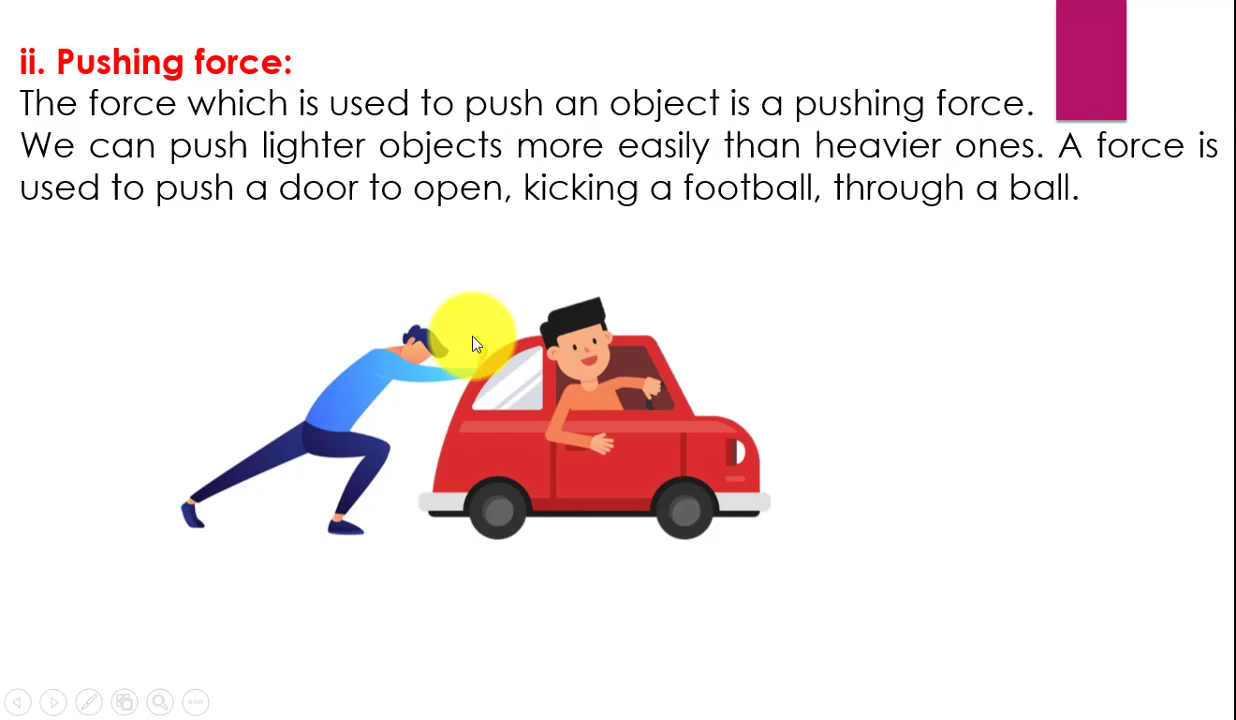 ii. Pushing force:
The force which is used to push an object is a pushing force.
We can push lighter objects more easily than heavier ones. A force is
used to push a door to open, kicking a football, through a ball.